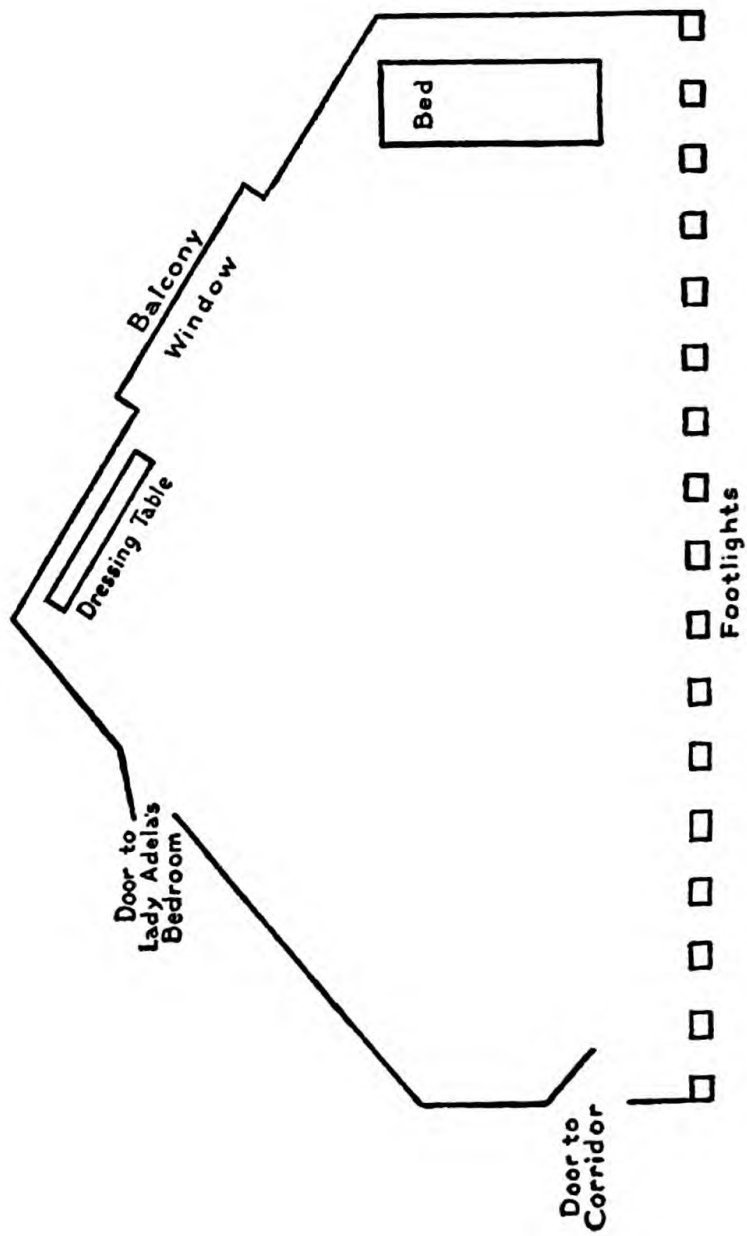 Balcony
Window
Bed
Dressing Table
Door to
Lady Adela's
Bedroom
Door to
Corridor
Footlights